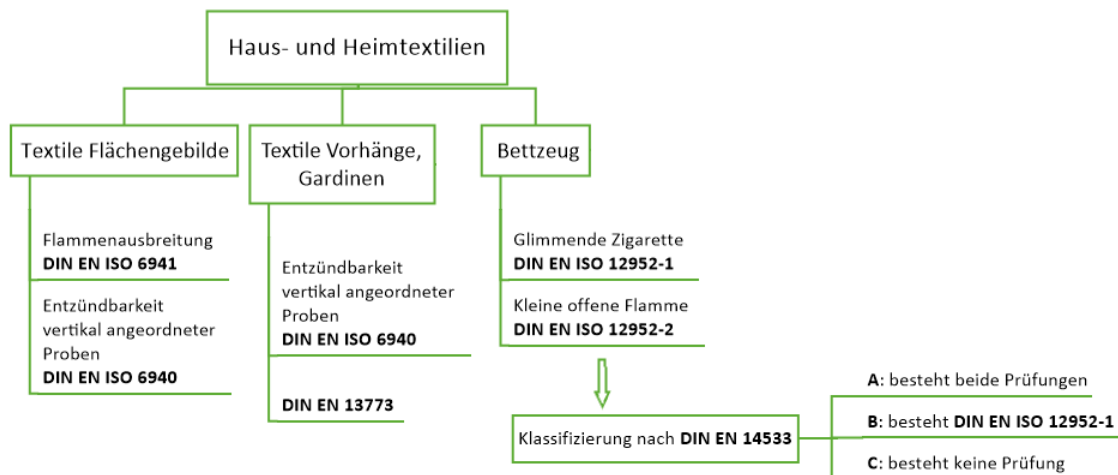 Haus- und Heimtextilien
Textile Flächengebilde
Flammenausbreitung
DIN EN ISO 6941
Entzündbarkeit
vertikal angeordneter
Proben
DIN EN ISO 6940
Textile Vorhänge,
Gardinen
Entzündbarkeit
vertikal angeordneter
Proben
DIN EN ISO 6940
DIN EN 13773
Bettzeug
Glimmende Zigarette
DIN EN ISO 12952-1
Kleine offene Flamme
DIN EN ISO 12952-2
Klassifizierung nach DIN EN 14533
A: besteht beide Prüfungen
B: besteht DIN EN ISO 12952-1
C: besteht keine Prüfung